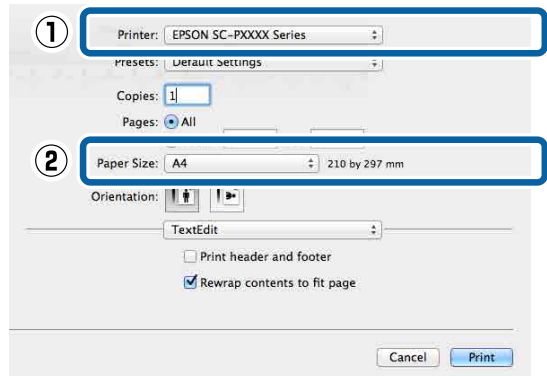 ①
Printer: EPSON SC-PXXXX Series
Presets: Default Settings
Copies: 1
Pages: All
②
Paper Size: A4 210 by 297 mm
Orientation:
TextEdit
Print header and footer
Rewrap contents to fit page
Cancel Print